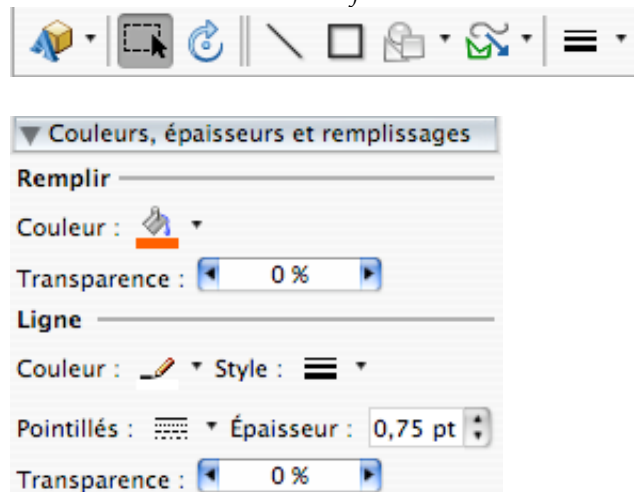 Couleurs, épaisseurs et remplissages
Remplir
Couleur :
Transparence : 0 %
Ligne
Couleur : Style :
Pointillés : Épaisseur : 0,75 pt
Transparence : 0 %